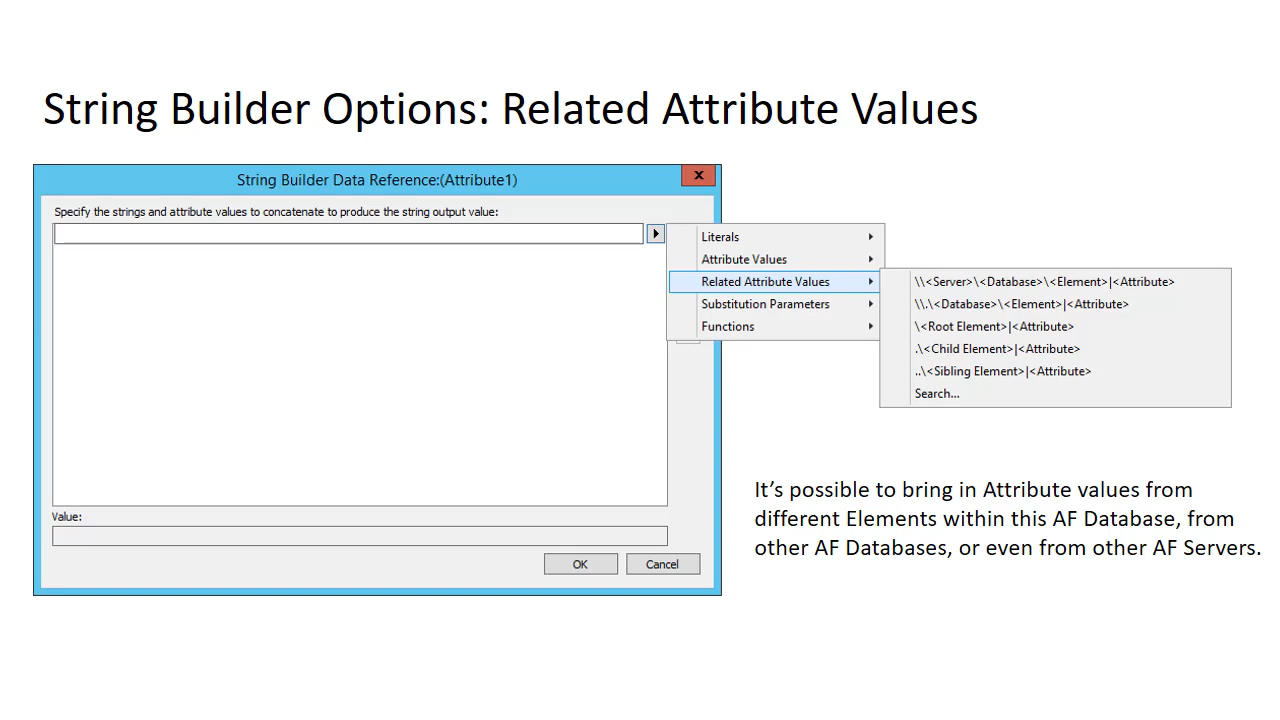 String Builder Options: Related Attribute Values
String Builder Data Reference:(Attribute1)
x
Specify the strings and attribute values to concatenate to produce the string output value:
Literals
Attribute Values
Related Attribute Values
Substitution Parameters
Functions
\\<Server>\<Database>\<Element>|<Attribute>
\\.\<Database>\<Element>|<Attribute>
\<Root Element>|<Attribute>
.\<Child Element>|<Attribute>
..\<Sibling Element>|<Attribute>
Search...
It’s possible to bring in Attribute values from
different Elements within this AF Database, from
other AF Databases, or even from other AF Servers.
Value:
OK
Cancel